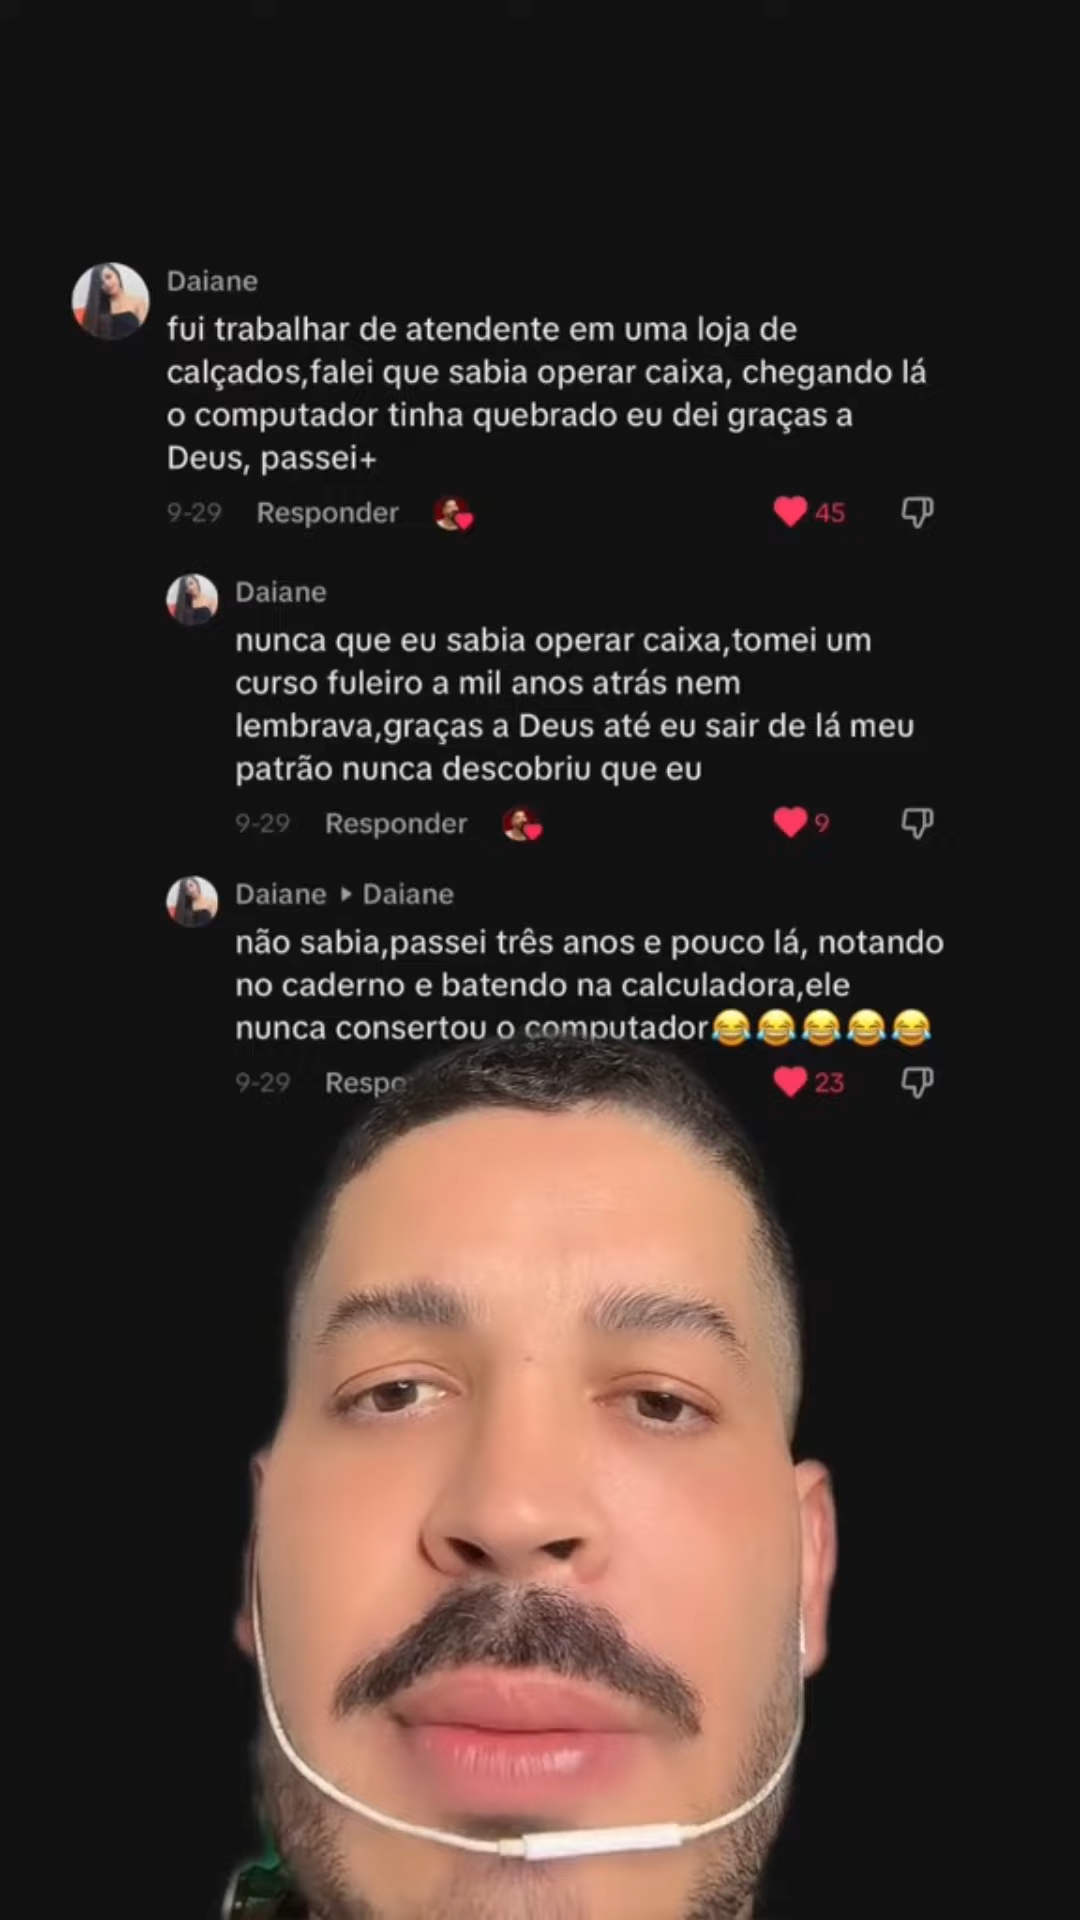 Daiane
fui trabalhar de atendente em uma loja de
calçados,falei que sabia operar caixa, chegando lá
o computador tinha quebrado eu dei graças a
Deus, passei+
9-29 Responder 45
Daiane
nunca que eu sabia operar caixa,tomei um
curso fuleiro a mil anos atrás nem
lembrava,graças a Deus até eu sair de lá meu
patrão nunca descobriu que eu
9-29 Responder 9
Daiane ▸ Daiane
não sabia,passei três anos e pouco lá, notando
no caderno e batendo na calculadora,ele
nunca consertou o computador😂😂😂😂😂
9-29 Respo 23